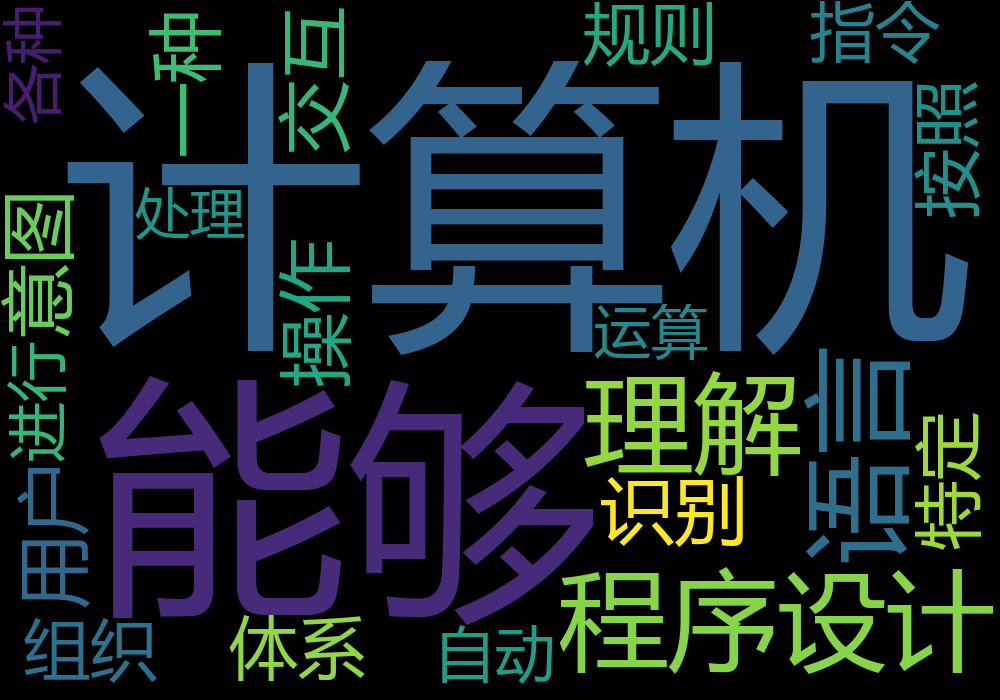 各种
一种
交互
规则
指令
计算机
按照
处理
意图
操作
运算
进行
能够
理解
语言
特定
识别
用户
程序设计
组织
体系
自动